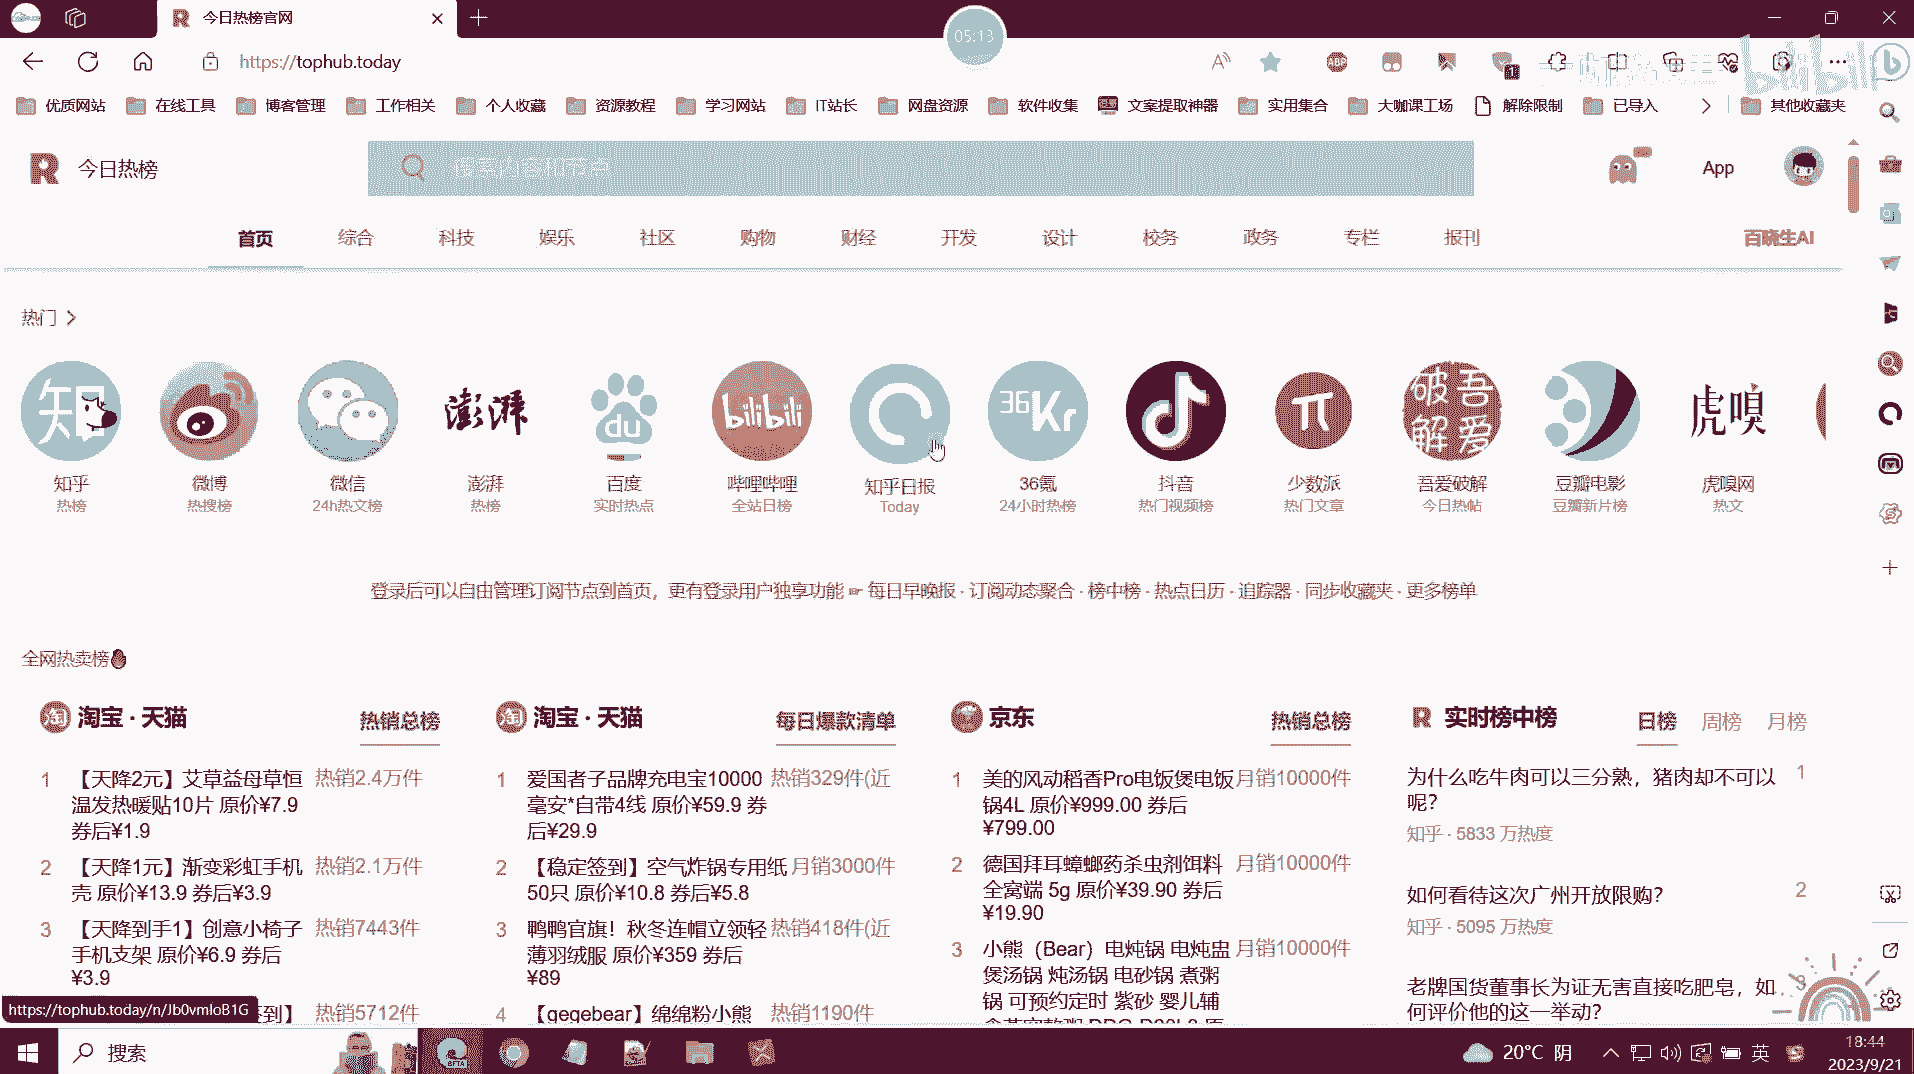 今日热榜官网
05:13
https://tophub.today
ABP
1
bilibili
优质网站 在线工具 博客管理 工作相关 个人收藏 资源教程 学习网站 IT站长 网盘资源 软件收集 文案提取神器 实用集合 大咖课工场 解除限制 已导入 其他收藏夹
今日热榜
搜索内容和节点
App
首页 综合 科技 娱乐 社区 购物 财经 开发 设计 校务 政务 专栏 报刊 百晓生AI
热门
知 澎湃 du bilibili 36Kr 吾爱破解 虎嗅
知乎 微博 微信 澎湃 百度 哔哩哔哩 知乎日报 36氪 抖音 少数派 吾爱破解 豆瓣电影 虎嗅网
热榜 热搜榜 24h热文榜 热榜 实时热点 全站日榜 Today 24小时热榜 热门视频榜 热门文章 今日热帖 豆瓣新片榜 热文
登录后可以自由管理订阅节点到首页，更有登录用户独享功能 ☞ 每日早晚报 · 订阅动态聚合 · 榜中榜 · 热点日历 · 追踪器 · 同步收藏夹 · 更多榜单
全网热卖榜
淘 淘宝 · 天猫 热销总榜
1 【天降2元】艾草益母草恒 热销2.4万件
温发热暖贴10片 原价¥7.9
券后¥1.9
2 【天降1元】渐变彩虹手机 热销2.1万件
壳 原价¥13.9 券后¥3.9
3 【天降到手1】创意小椅子 热销7443件
手机支架 原价¥6.9 券后
¥3.9
签到】 热销5712件
淘 淘宝 · 天猫 每日爆款清单
1 爱国者子品牌充电宝10000 热销329件(近
毫安*自带4线 原价¥59.9 券
后¥29.9
2 【稳定签到】空气炸锅专用纸 月销3000件
50只 原价¥10.8 券后¥5.8
3 鸭鸭官旗！秋冬连帽立领轻 热销418件(近
薄羽绒服 原价¥359 券后
¥89
4 【gegebear】绵绵粉小熊 热销1190件
京东 热销总榜
1 美的风动稻香Pro电饭煲电饭 月销10000件
锅4L 原价¥999.00 券后
¥799.00
2 德国拜耳蟑螂药杀虫剂饵料 月销10000件
全窝端 5g 原价¥39.90 券后
¥19.90
3 小熊（Bear）电炖锅 电炖盅 月销10000件
煲汤锅 炖汤锅 电砂锅 煮粥
锅 可预约定时 紫砂 婴儿辅
实时榜中榜 日榜 周榜 月榜
为什么吃牛肉可以三分熟，猪肉却不可以 1
呢？
知乎 · 5833 万热度
如何看待这次广州开放限购？ 2
知乎 · 5095 万热度
老牌国货董事长为证无害直接吃肥皂，如 3
何评价他的这一举动？
https://tophub.today/n/Jb0vmloB1G
搜索
BETA
20°C 阴
英
18:44
2023/9/21